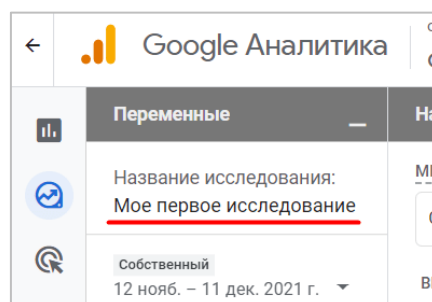 Google Аналитика
Переменные
Название исследования:
Мое первое исследование
Собственный
12 нояб. – 11 дек. 2021 г.